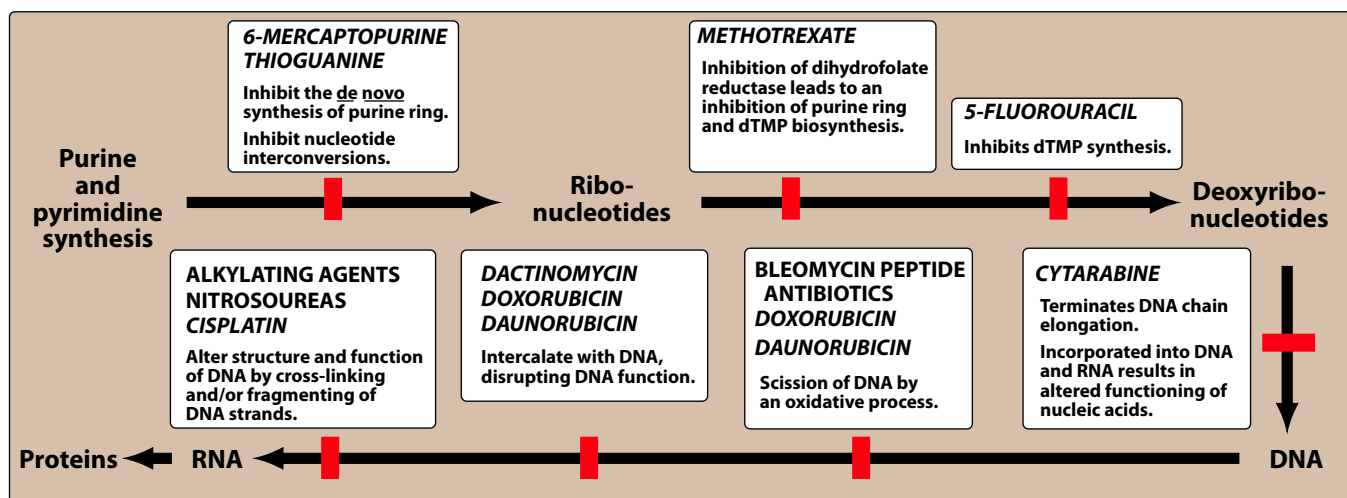 6-MERCAPTOPURINE
THIOGUANINE
Inhibit the de novo
synthesis of purine ring.
Inhibit nucleotide
interconversions.
METHOTREXATE
Inhibition of dihydrofolate
reductase leads to an
inhibition of purine ring
and dTMP biosynthesis.
5-FLUOROURACIL
Inhibits dTMP synthesis.
Purine
and
pyrimidine
synthesis
Ribo-
nucleotides
Deoxyribo-
nucleotides
ALKYLATING AGENTS
NITROSOUREAS
CISPLATIN
Alter structure and function
of DNA by cross-linking
and/or fragmenting of
DNA strands.
DACTINOMYCIN
DOXORUBICIN
DAUNORUBICIN
Intercalate with DNA,
disrupting DNA function.
BLEOMYCIN PEPTIDE
ANTIBIOTICS
DOXORUBICIN
DAUNORUBICIN
Scission of DNA by
an oxidative process.
CYTARABINE
Terminates DNA chain
elongation.
Incorporated into DNA
and RNA results in
altered functioning of
nucleic acids.
Proteins
RNA
DNA